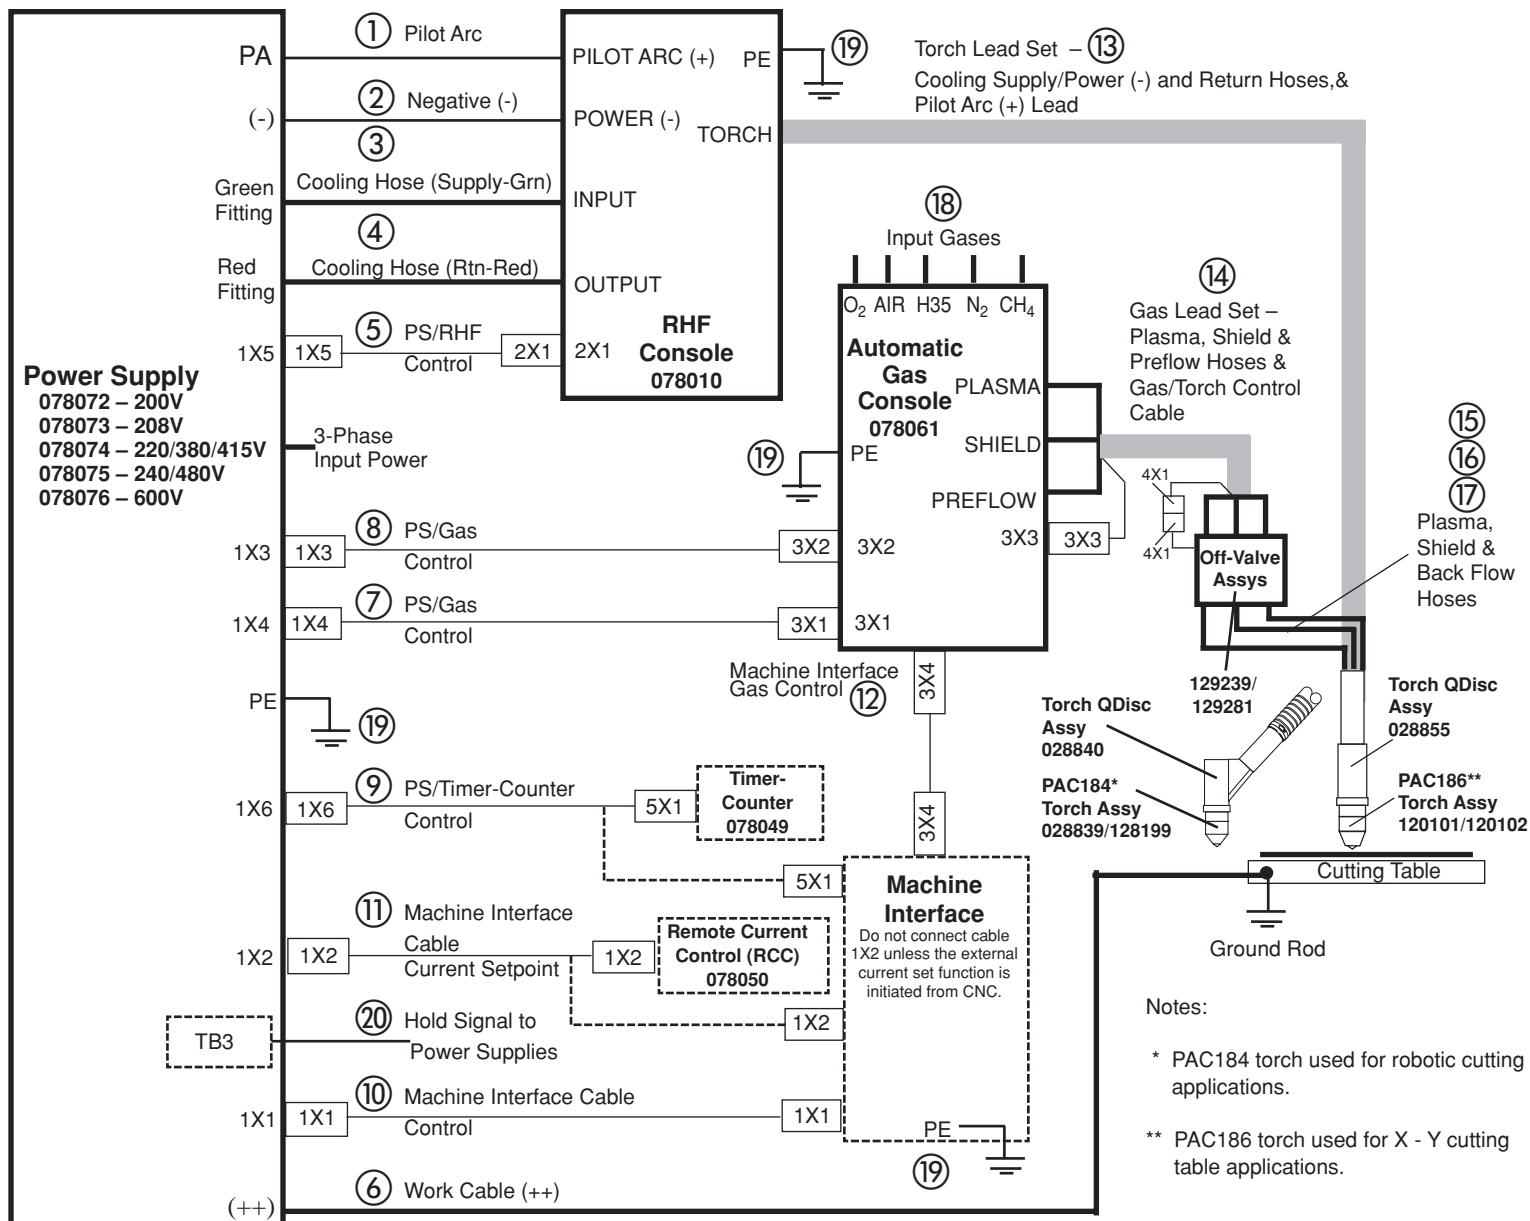 ① Pilot Arc
PA
PILOT ARC (+)
PE
⑲
Torch Lead Set – ⑬
Cooling Supply/Power (-) and Return Hoses,&
Pilot Arc (+) Lead
② Negative (-)
(-)
POWER (-)
TORCH
③
Cooling Hose (Supply-Grn)
Green
Fitting
INPUT
④
Cooling Hose (Rtn-Red)
Red
Fitting
OUTPUT
⑤ PS/RHF
Control
1X5
1X5
2X1
2X1
RHF
Console
078010
Power Supply
078072 – 200V
078073 – 208V
078074 – 220/380/415V
078075 – 240/480V
078076 – 600V
3-Phase
Input Power
⑱
Input Gases
O2 AIR H35 N2 CH4
Automatic
Gas
Console
078061
PLASMA
SHIELD
PREFLOW
PE
⑲
3X3
3X3
⑭
Gas Lead Set –
Plasma, Shield &
Preflow Hoses &
Gas/Torch Control
Cable
4X1
4X1
Off-Valve
Assys
129239/
129281
⑮
⑯
⑰
Plasma,
Shield &
Back Flow
Hoses
⑧ PS/Gas
Control
1X3
1X3
3X2
3X2
⑦ PS/Gas
Control
1X4
1X4
3X1
3X1
Machine Interface
Gas Control ⑫
3X4
3X4
PE
⑲
Torch QDisc
Assy
028840
PAC184*
Torch Assy
028839/128199
Torch QDisc
Assy
028855
PAC186**
Torch Assy
120101/120102
Cutting Table
Ground Rod
⑨ PS/Timer-Counter
Control
1X6
1X6
5X1
Timer-
Counter
078049
5X1
⑪ Machine Interface
Cable
Current Setpoint
1X2
1X2
1X2
Remote Current
Control (RCC)
078050
1X2
Machine
Interface
Do not connect cable
1X2 unless the external
current set function is
initiated from CNC.
TB3
⑳ Hold Signal to
Power Supplies
⑩ Machine Interface Cable
Control
1X1
1X1
1X1
PE
⑲
⑥ Work Cable (++)
(++)
Notes:
* PAC184 torch used for robotic cutting
applications.
** PAC186 torch used for X - Y cutting
table applications.